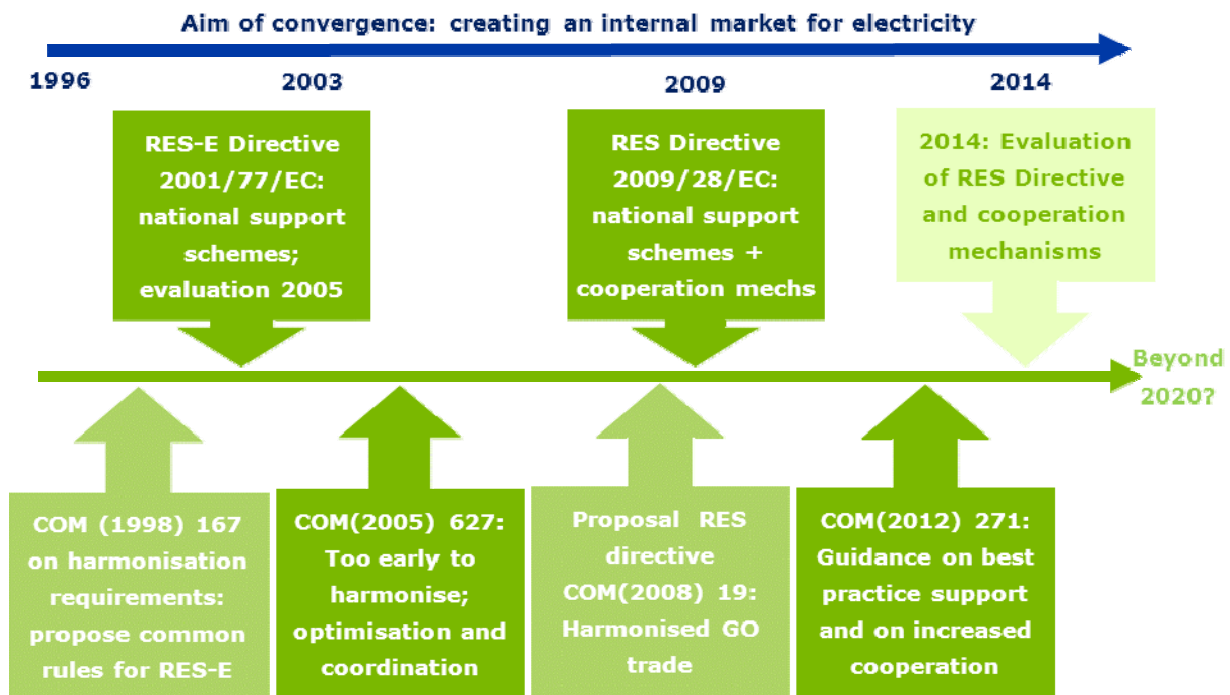 Aim of convergence: creating an internal market for electricity
1996
2003
2009
2014
RES-E Directive
2001/77/EC:
national support
schemes;
evaluation 2005
RES Directive
2009/28/EC:
national support
schemes +
cooperation mechs
2014: Evaluation
of RES Directive
and cooperation
mechanisms
Beyond
2020?
COM (1998) 167
on harmonisation
requirements:
propose common
rules for RES-E
COM(2005) 627:
Too early to
harmonise;
optimisation and
coordination
Proposal RES
directive
COM(2008) 19:
Harmonised GO
trade
COM(2012) 271:
Guidance on best
practice support
and on increased
cooperation